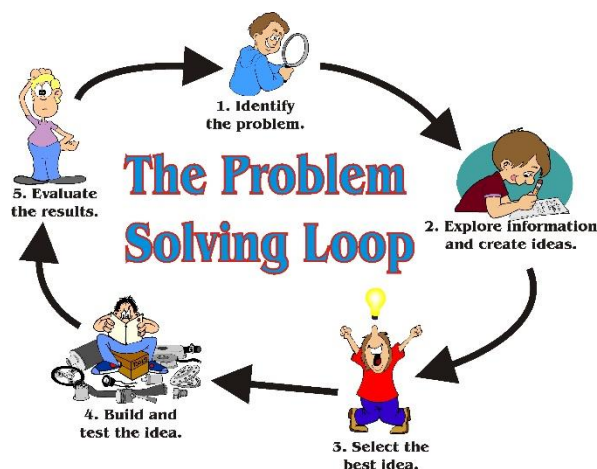 The Problem
Solving Loop
1. Identify
the problem.
2. Explore information
and create ideas.
3. Select the
best idea.
4. Build and
test the idea.
5. Evaluate
the results.